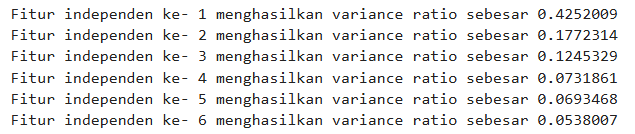 Fitur independen ke- 1 menghasilkan variance ratio sebesar 0.4252009
Fitur independen ke- 2 menghasilkan variance ratio sebesar 0.1772314
Fitur independen ke- 3 menghasilkan variance ratio sebesar 0.1245329
Fitur independen ke- 4 menghasilkan variance ratio sebesar 0.0731861
Fitur independen ke- 5 menghasilkan variance ratio sebesar 0.0693468
Fitur independen ke- 6 menghasilkan variance ratio sebesar 0.0538007